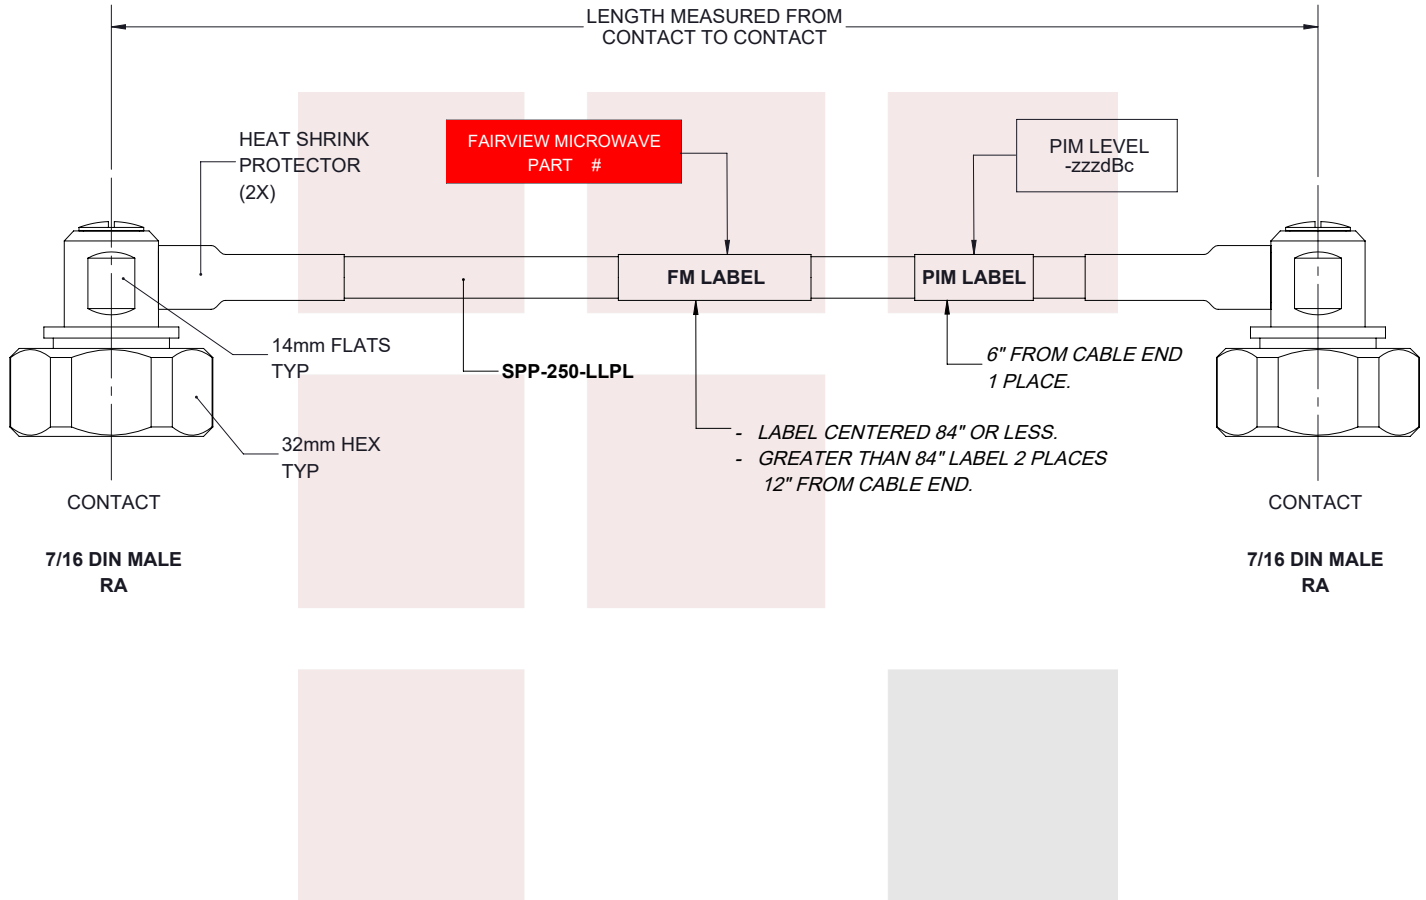 LENGTH MEASURED FROM
CONTACT TO CONTACT
HEAT SHRINK
PROTECTOR
(2X)
FAIRVIEW MICROWAVE
PART #
PIM LEVEL
-zzzdBc
FM LABEL
PIM LABEL
14mm FLATS
TYP
SPP-250-LLPL
6" FROM CABLE END
1 PLACE.
32mm HEX
TYP
- LABEL CENTERED 84" OR LESS.
- GREATER THAN 84" LABEL 2 PLACES
12" FROM CABLE END.
CONTACT
7/16 DIN MALE
RA
CONTACT
7/16 DIN MALE
RA